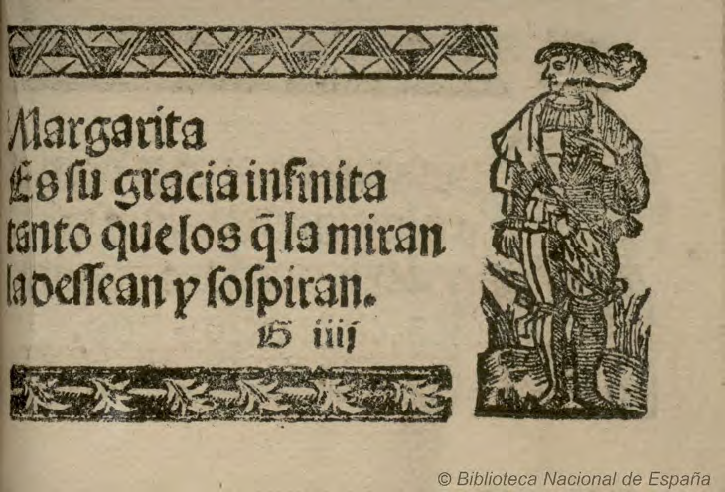 Margarita
Es su gracia infinita
tanto que los q̃ la miran
la dessean y sospiran.
G iiij
© Biblioteca Nacional de España